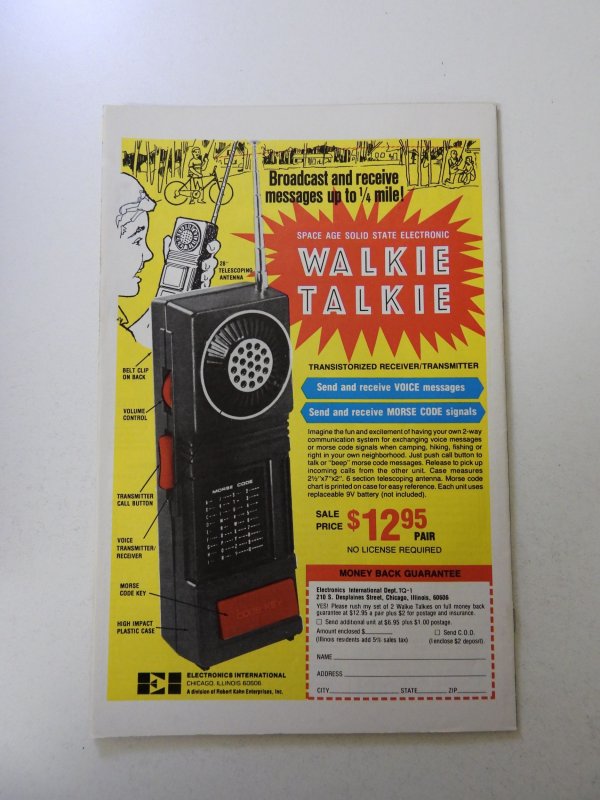 Broadcast and receive
messages up to 1/4 mile!
SPACE AGE SOLID STATE ELECTRONIC
WALKIE
TALKIE
28"
TELESCOPING
ANTENNA
BELT CLIP
ON BACK
VOLUME
CONTROL
TRANSMITTER
CALL BUTTON
VOICE
TRANSMITTER/
RECEIVER
MORSE
CODE KEY
HIGH IMPACT
PLASTIC CASE
MORSE CODE
CODE KEY
TRANSISTORIZED RECEIVER/TRANSMITTER
Send and receive VOICE messages
Send and receive MORSE CODE signals
Imagine the fun and excitement of having your own 2-way
communication system for exchanging voice messages
or morse code signals when camping, hiking, fishing or
right in your own neighborhood. Just push call button to
talk or "beep" morse code messages. Release to pick up
incoming calls from the other unit. Case measures
2½"x7"x2". 6 section telescoping antenna. Morse code
chart is printed on case for easy reference. Each unit uses
replaceable 9V battery (not included).
SALE
PRICE $12.95 PAIR
NO LICENSE REQUIRED
MONEY BACK GUARANTEE
Electronics International Dept. TQ-1
210 S. Desplaines Street, Chicago, Illinois, 60606
YES! Please rush my set of 2 Walkie Talkies on full money back
guarantee at $12.95 a pair plus $2 for postage and insurance.
Send additional unit at $6.95 plus $1.00 postage.
Amount enclosed $ Send C.O.D.
(Illinois residents add 5% sales tax) (I enclose $2 deposit).
NAME
ADDRESS
CITY STATE ZIP
EI ELECTRONICS INTERNATIONAL
CHICAGO, ILLINOIS 60606
A division of Robert Kahn Enterprises, Inc.